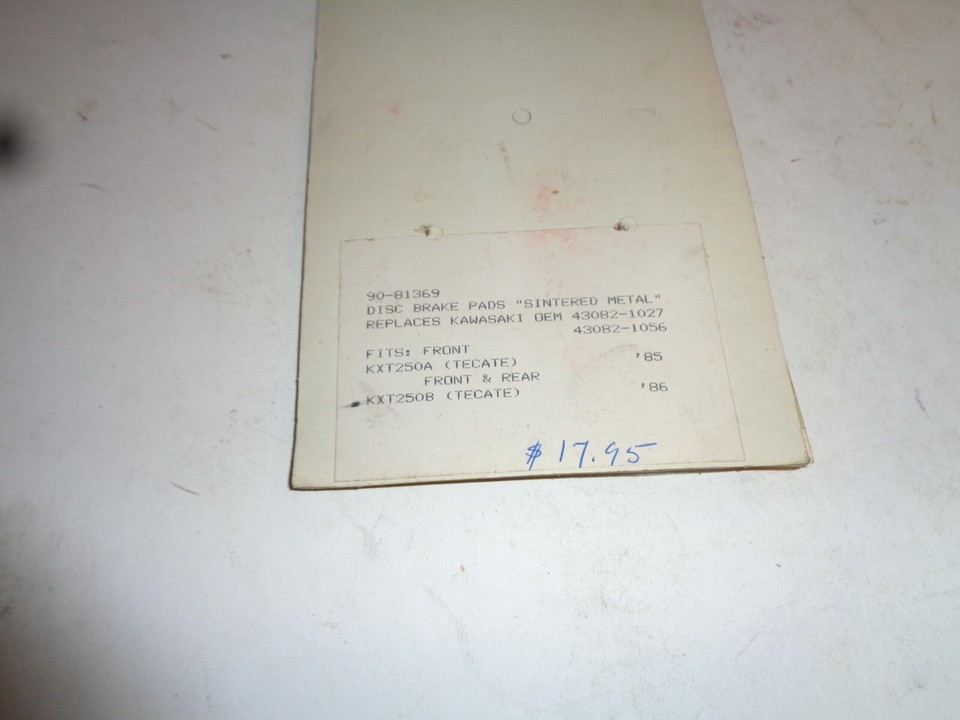 90-81369
DISC BRAKE PADS "SINTERED METAL"
REPLACES KAWASAKI OEM 43082-1027
43082-1056
FITS: FRONT
KXT250A (TECATE) '85
FRONT & REAR
KXT250B (TECATE) '86
$17.95